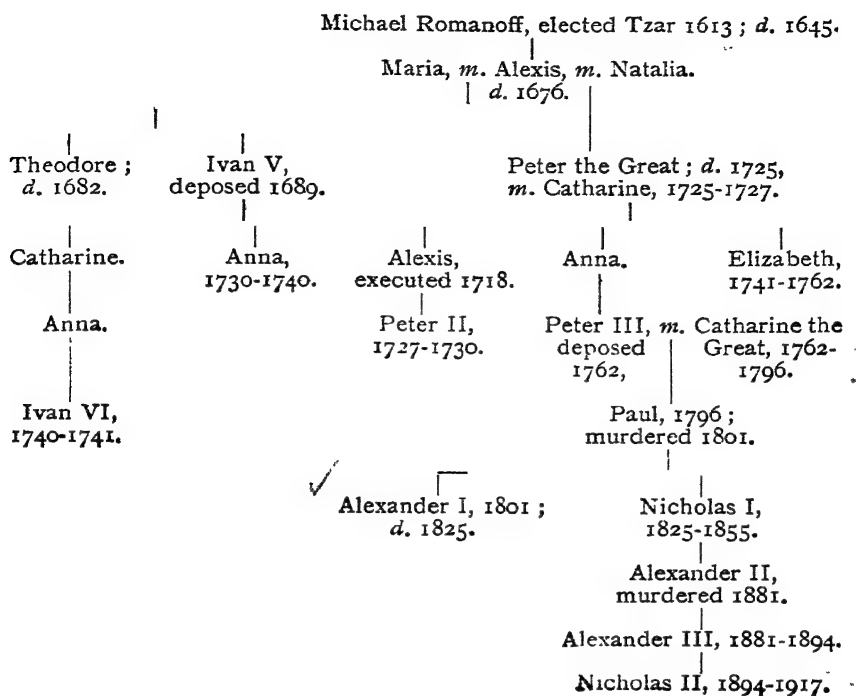 Michael Romanoff, elected Tzar 1613 ; d. 1645.
Maria, m. Alexis, m. Natalia.
d. 1676.
Theodore ; Ivan V, Peter the Great ; d. 1725,
d. 1682. deposed 1689. m. Catharine, 1725-1727.
Catharine. Anna, Alexis, Anna. Elizabeth,
1730-1740. executed 1718. 1741-1762.
Anna. Peter II, Peter III, m. Catharine the
1727-1730. deposed Great, 1762-
1762, 1796.
Ivan VI, Paul, 1796 ;
1740-1741. murdered 1801.
Alexander I, 1801 ; Nicholas I,
d. 1825. 1825-1855.
Alexander II,
murdered 1881.
Alexander III, 1881-1894.
Nicholas II, 1894-1917.